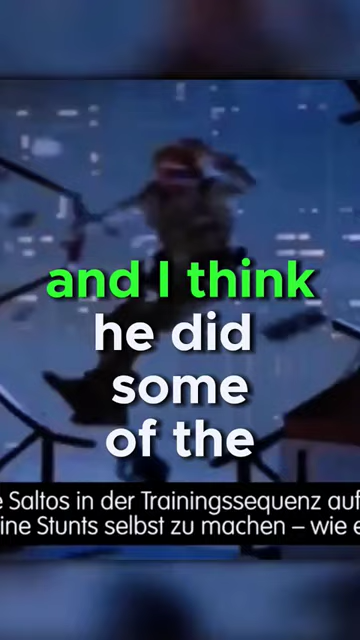 and I think
he did
some
of the
e Saltos in der Trainingssequenz auf
ine Stunts selbst zu machen – wie e